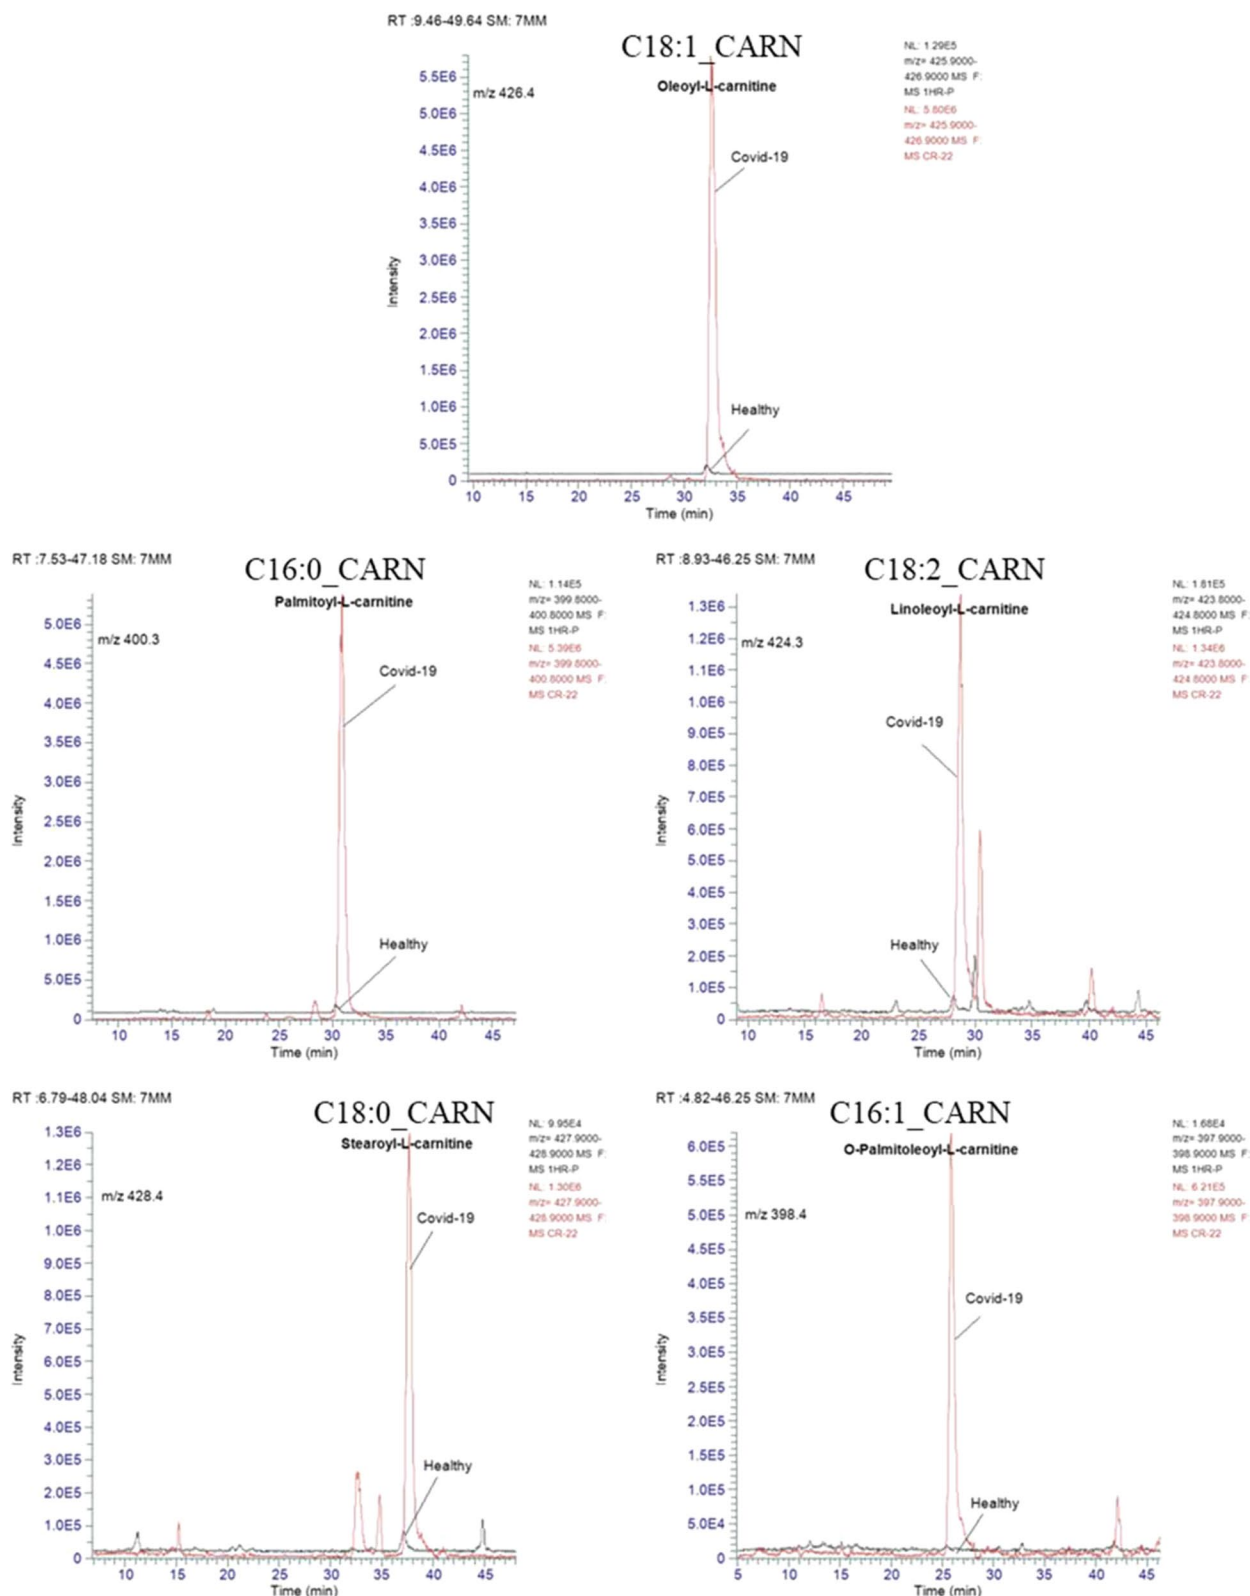 RT :9.46-49.64 SM: 7MM
C18:1_CARN
Oleoyl-L-carnitine
m/z 426.4
NL: 1.29E5
m/z= 425.9000-
426.9000 MS F:
MS 1HR-P
NL: 5.80E6
m/z= 425.9000-
426.9000 MS F:
MS CR-22
Intensity
5.5E6
5.0E6
4.5E6
4.0E6
3.5E6
3.0E6
2.5E6
2.0E6
1.5E6
1.0E6
5.0E5
0
Covid-19
Healthy
10 15 20 25 30 35 40 45
Time (min)
RT :7.53-47.18 SM: 7MM
C16:0_CARN
Palmitoyl-L-carnitine
m/z 400.3
NL: 1.14E5
m/z= 399.8000-
400.8000 MS F:
MS 1HR-P
NL: 5.39E6
m/z= 399.8000-
400.8000 MS F:
MS CR-22
Intensity
5.0E6
4.5E6
4.0E6
3.5E6
3.0E6
2.5E6
2.0E6
1.5E6
1.0E6
5.0E5
0
Covid-19
Healthy
10 15 20 25 30 35 40 45
Time (min)
RT :8.93-46.25 SM: 7MM
C18:2_CARN
Linoleoyl-L-carnitine
m/z 424.3
NL: 1.81E5
m/z= 423.8000-
424.8000 MS F:
MS 1HR-P
NL: 1.34E6
m/z= 423.8000-
424.8000 MS F:
MS CR-22
Intensity
1.3E6
1.2E6
1.1E6
1.0E6
9.0E5
8.0E5
7.0E5
6.0E5
5.0E5
4.0E5
3.0E5
2.0E5
1.0E5
0
Covid-19
Healthy
10 15 20 25 30 35 40 45
Time (min)
RT :6.79-48.04 SM: 7MM
C18:0_CARN
Stearoyl-L-carnitine
m/z 428.4
NL: 9.95E4
m/z= 427.9000-
428.9000 MS F:
MS 1HR-P
NL: 1.30E6
m/z= 427.9000-
428.9000 MS F:
MS CR-22
Intensity
1.3E6
1.2E6
1.1E6
1.0E6
9.0E5
8.0E5
7.0E5
6.0E5
5.0E5
4.0E5
3.0E5
2.0E5
1.0E5
0
Covid-19
Healthy
10 15 20 25 30 35 40 45
Time (min)
RT :4.82-46.25 SM: 7MM
C16:1_CARN
O-Palmitoleoyl-L-carnitine
m/z 398.4
NL: 1.68E4
m/z= 397.9000-
398.9000 MS F:
MS 1HR-P
NL: 6.21E5
m/z= 397.9000-
398.9000 MS F:
MS CR-22
Intensity
6.0E5
5.5E5
5.0E5
4.5E5
4.0E5
3.5E5
3.0E5
2.5E5
2.0E5
1.5E5
1.0E5
5.0E4
0
Covid-19
Healthy
5 10 15 20 25 30 35 40 45
Time (min)